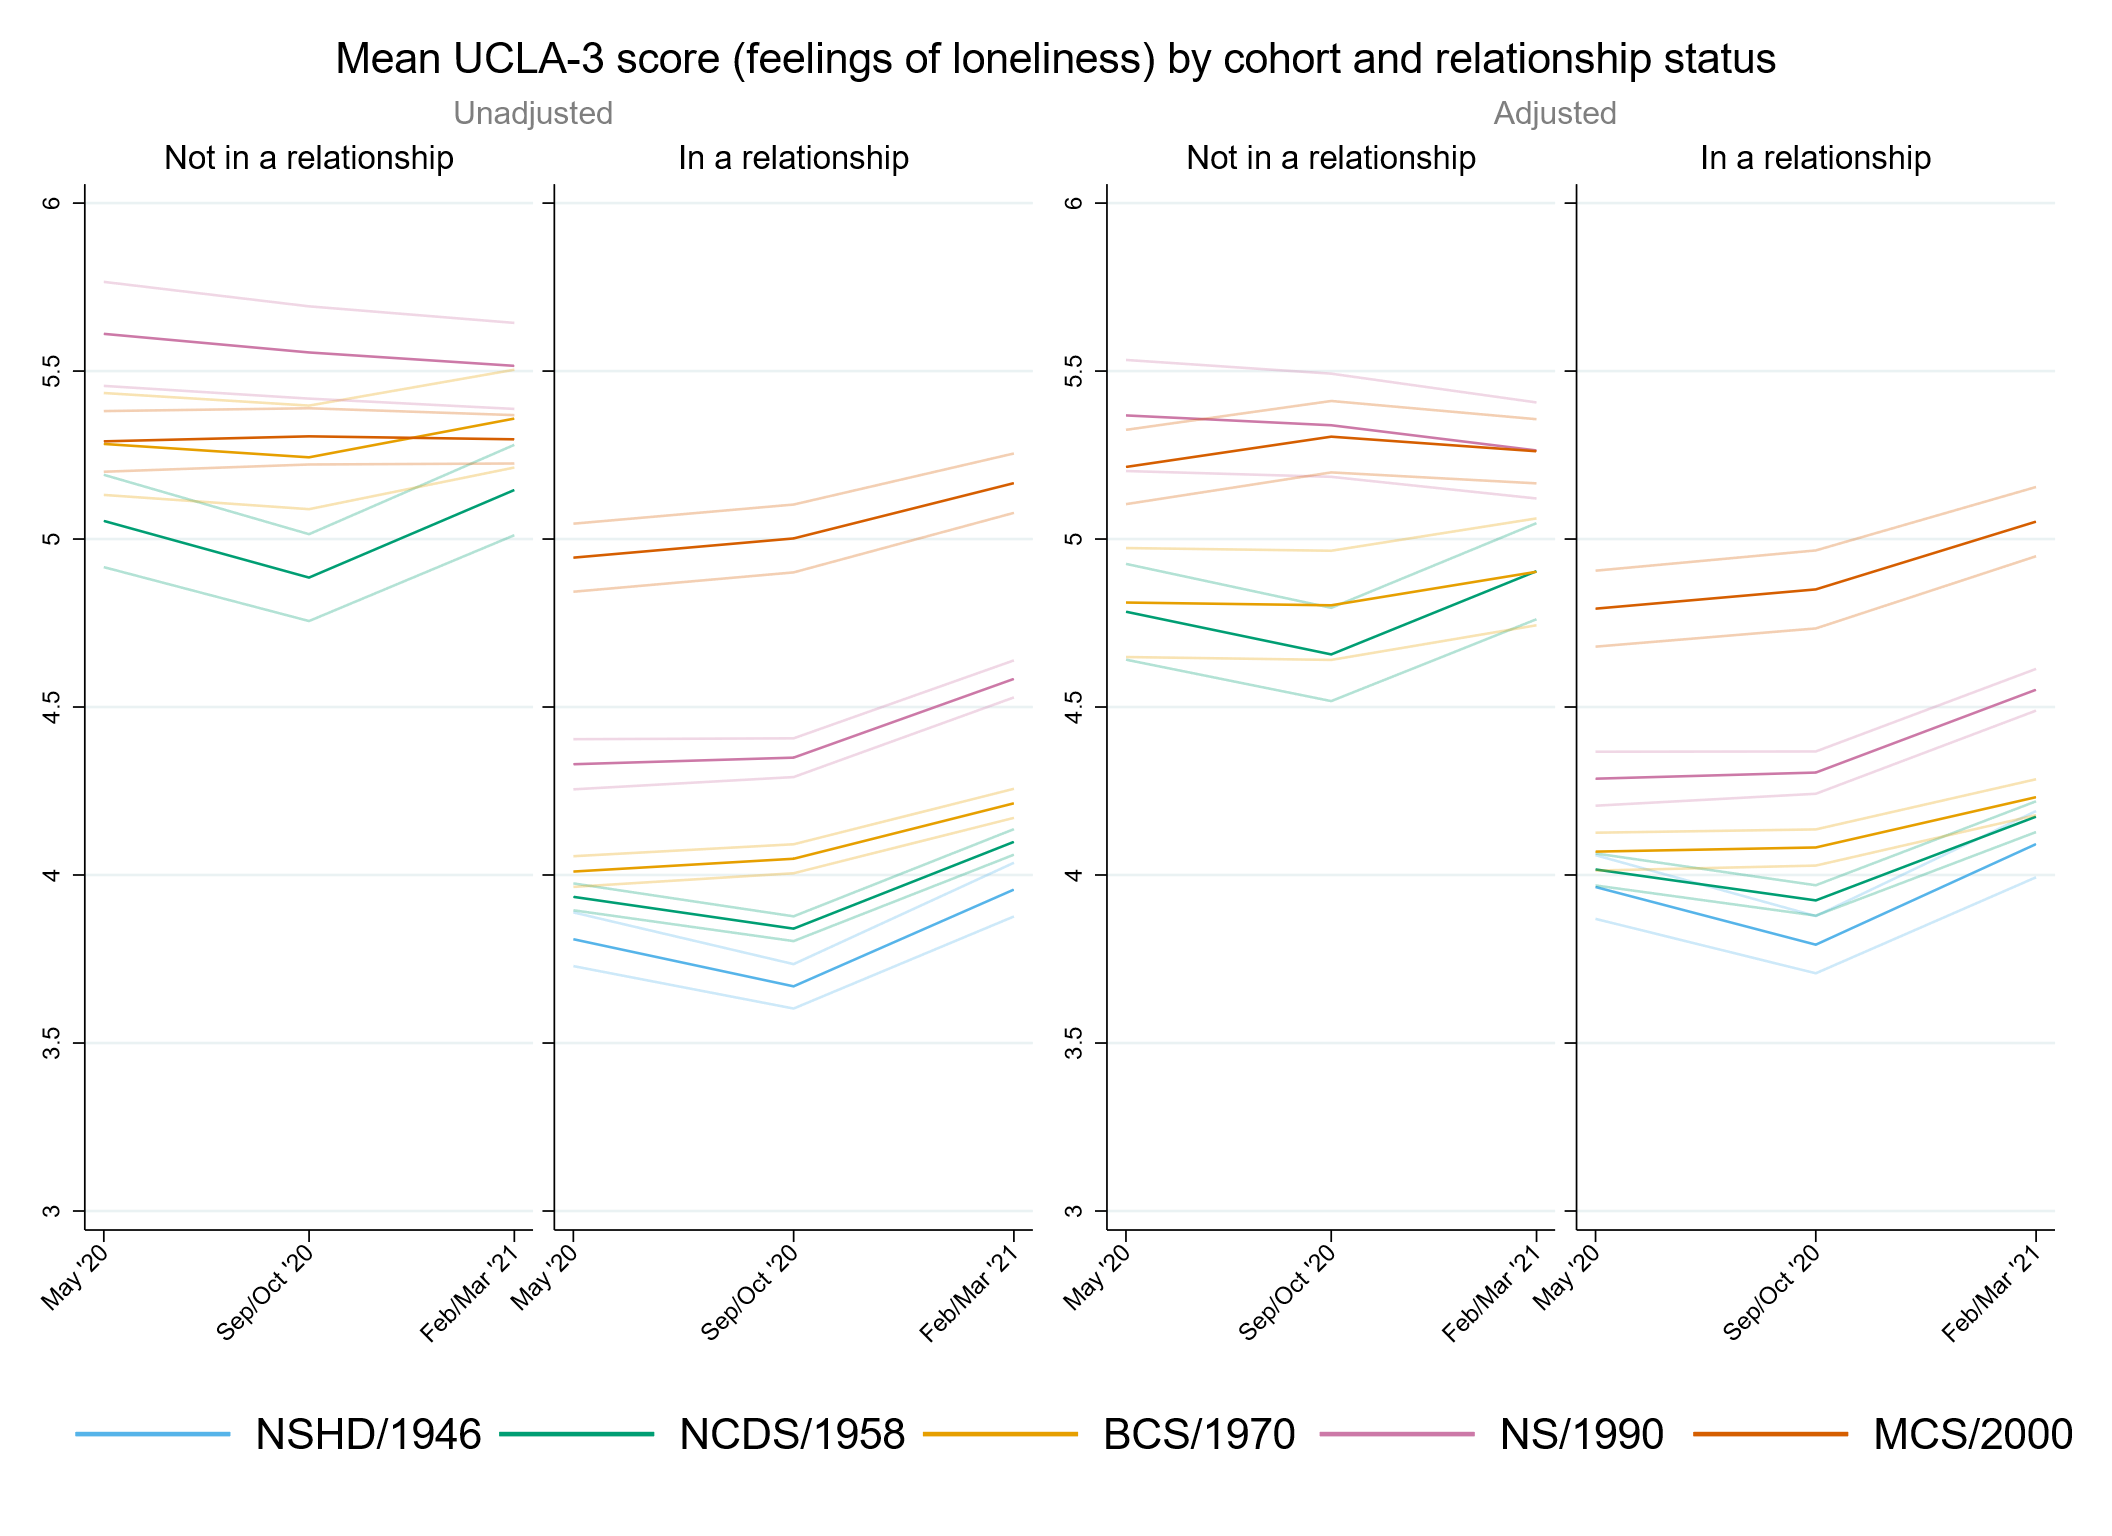 Mean UCLA-3 score (feelings of loneliness) by cohort and relationship status
Unadjusted
Adjusted
Not in a relationship
In a relationship
Not in a relationship
In a relationship
6
5.5
5
4.5
4
3.5
3
6
5.5
5
4.5
4
3.5
3
May '20
Sep/Oct '20
Feb/Mar '21
May '20
Sep/Oct '20
Feb/Mar '21
May '20
Sep/Oct '20
Feb/Mar '21
May '20
Sep/Oct '20
Feb/Mar '21
NSHD/1946
NCDS/1958
BCS/1970
NS/1990
MCS/2000